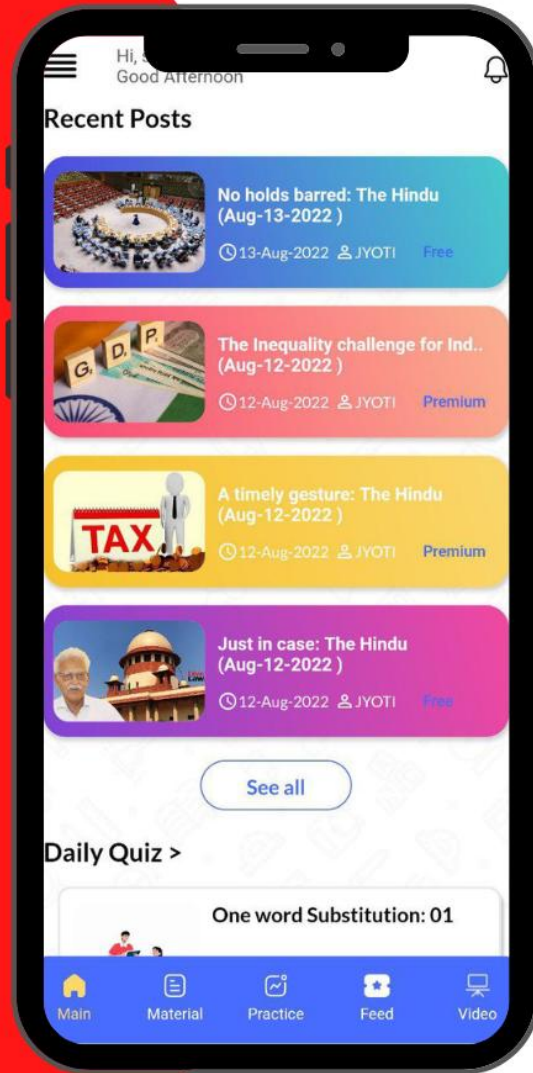 Hi,
Good Afternoon
Recent Posts
No holds barred: The Hindu
(Aug-13-2022 )
13-Aug-2022 JYOTI Free
G D P
The Inequality challenge for Ind..
(Aug-12-2022 )
12-Aug-2022 JYOTI Premium
TAX
A timely gesture: The Hindu
(Aug-12-2022 )
12-Aug-2022 JYOTI Premium
Just in case: The Hindu
(Aug-12-2022 )
12-Aug-2022 JYOTI Free
See all
Daily Quiz >
One word Substitution: 01
Main Material Practice Feed Video